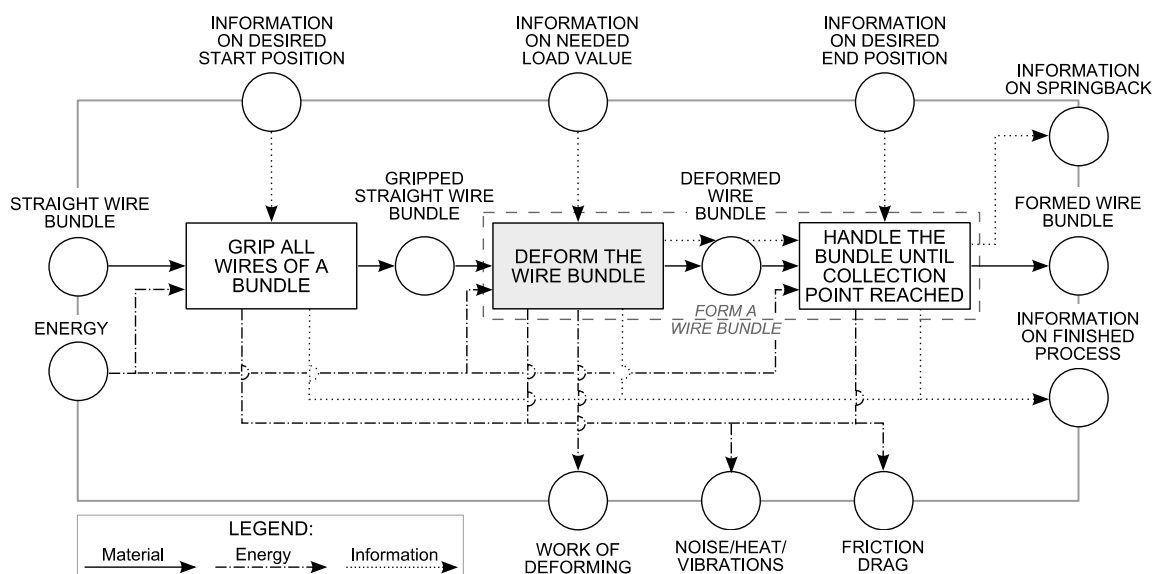 INFORMATION
ON DESIRED
START POSITION
INFORMATION
ON NEEDED
LOAD VALUE
INFORMATION
ON DESIRED
END POSITION
INFORMATION
ON SPRINGBACK
STRAIGHT WIRE
BUNDLE
GRIPPED
STRAIGHT WIRE
BUNDLE
DEFORMED
WIRE
BUNDLE
FORMED WIRE
BUNDLE
GRIP ALL
WIRES OF A
BUNDLE
DEFORM THE
WIRE BUNDLE
HANDLE THE
BUNDLE UNTIL
COLLECTION
POINT REACHED
FORM A
WIRE BUNDLE
ENERGY
INFORMATION
ON FINISHED
PROCESS
WORK OF
DEFORMING
NOISE/HEAT/
VIBRATIONS
FRICTION
DRAG
LEGEND:
Material
Energy
Information